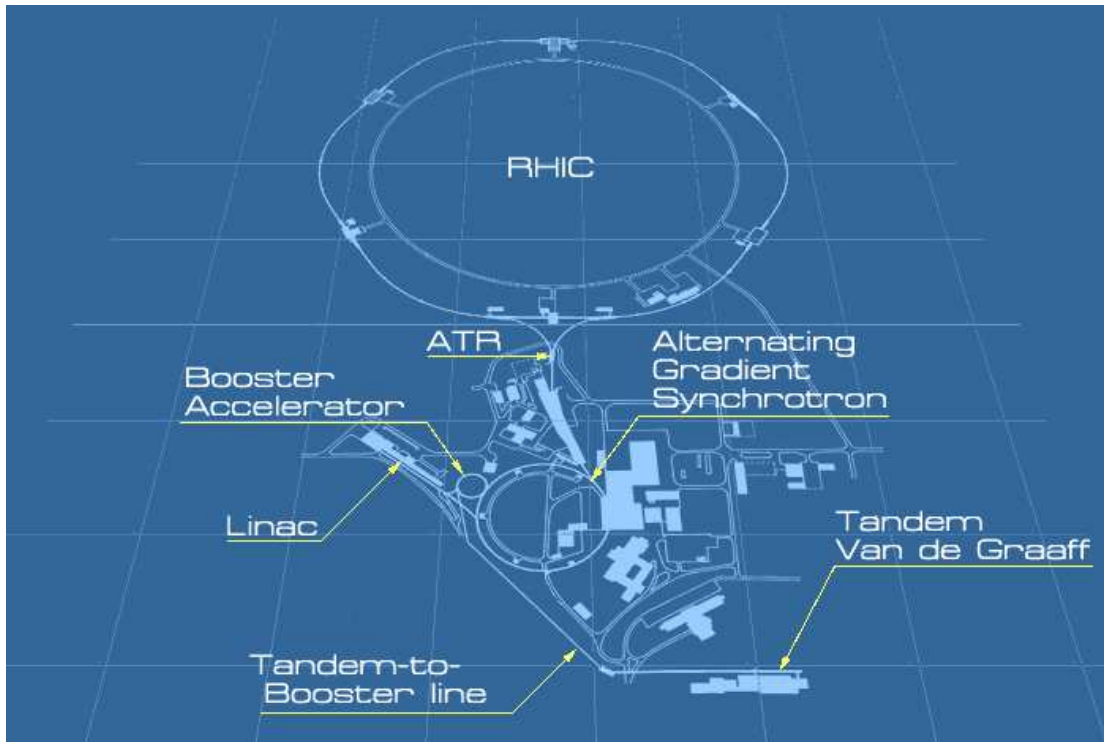 RHIC
ATR
Alternating
Gradient
Synchrotron
Booster
Accelerator
Linac
Tandem
Van de Graaff
Tandem-to-
Booster line